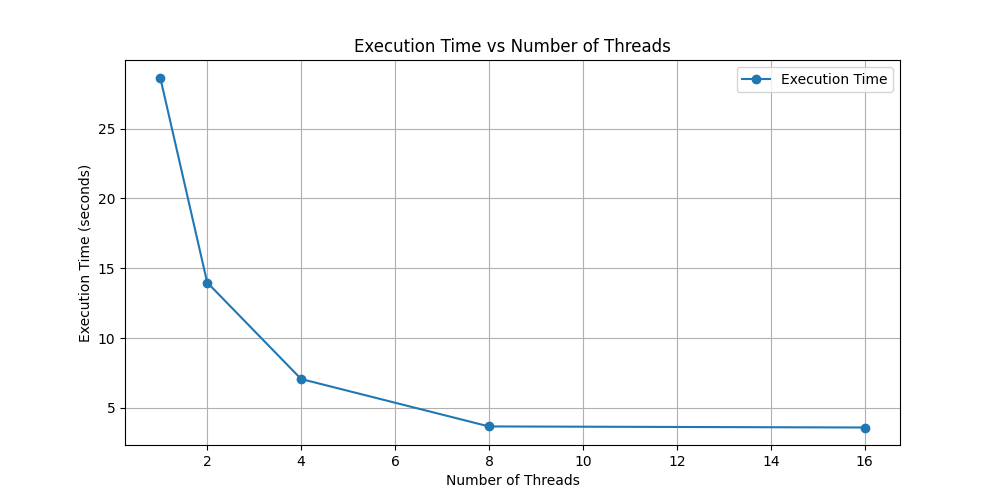 Execution Time vs Number of Threads
Execution Time
25
20
15
10
5
Execution Time (seconds)
2 4 6 8 10 12 14 16
Number of Threads